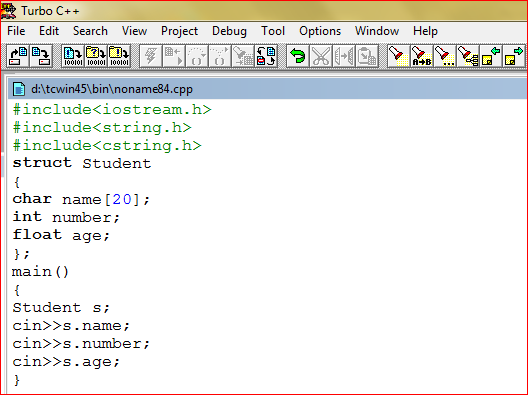 Turbo C++
File Edit Search View Project Debug Tool Options Window Help
d:\tcwin45\bin\noname84.cpp
#include<iostream.h>
#include<string.h>
#include<cstring.h>
struct Student
{
char name[20];
int number;
float age;
};
main()
{
Student s;
cin>>s.name;
cin>>s.number;
cin>>s.age;
}